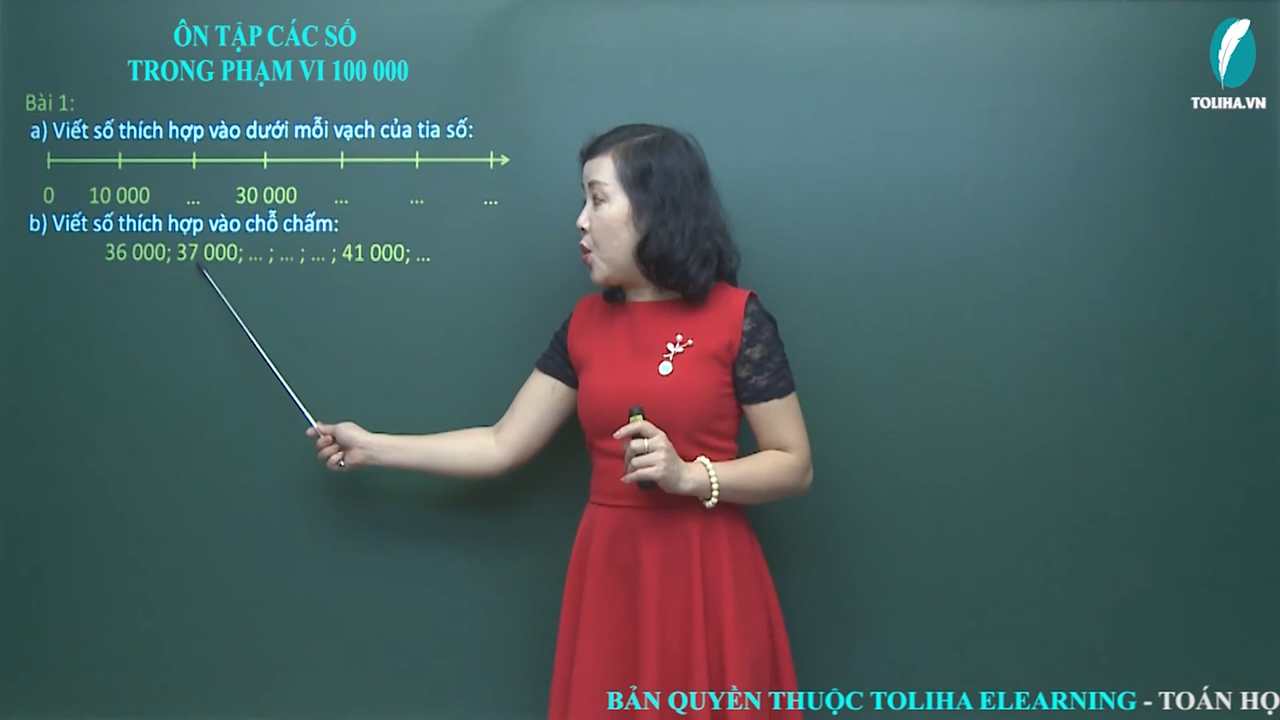 ÔN TẬP CÁC SỐ
TRONG PHẠM VI 100 000
TOLIHA.VN
Bài 1:
a) Viết số thích hợp vào dưới mỗi vạch của tia số:
0 10 000 ... 30 000 ... ... ...
b) Viết số thích hợp vào chỗ chấm:
36 000; 37 000; ... ; ... ; ... ; 41 000; ...
BẢN QUYỀN THUỘC TOLIHA ELEARNING - TOÁN HỌ